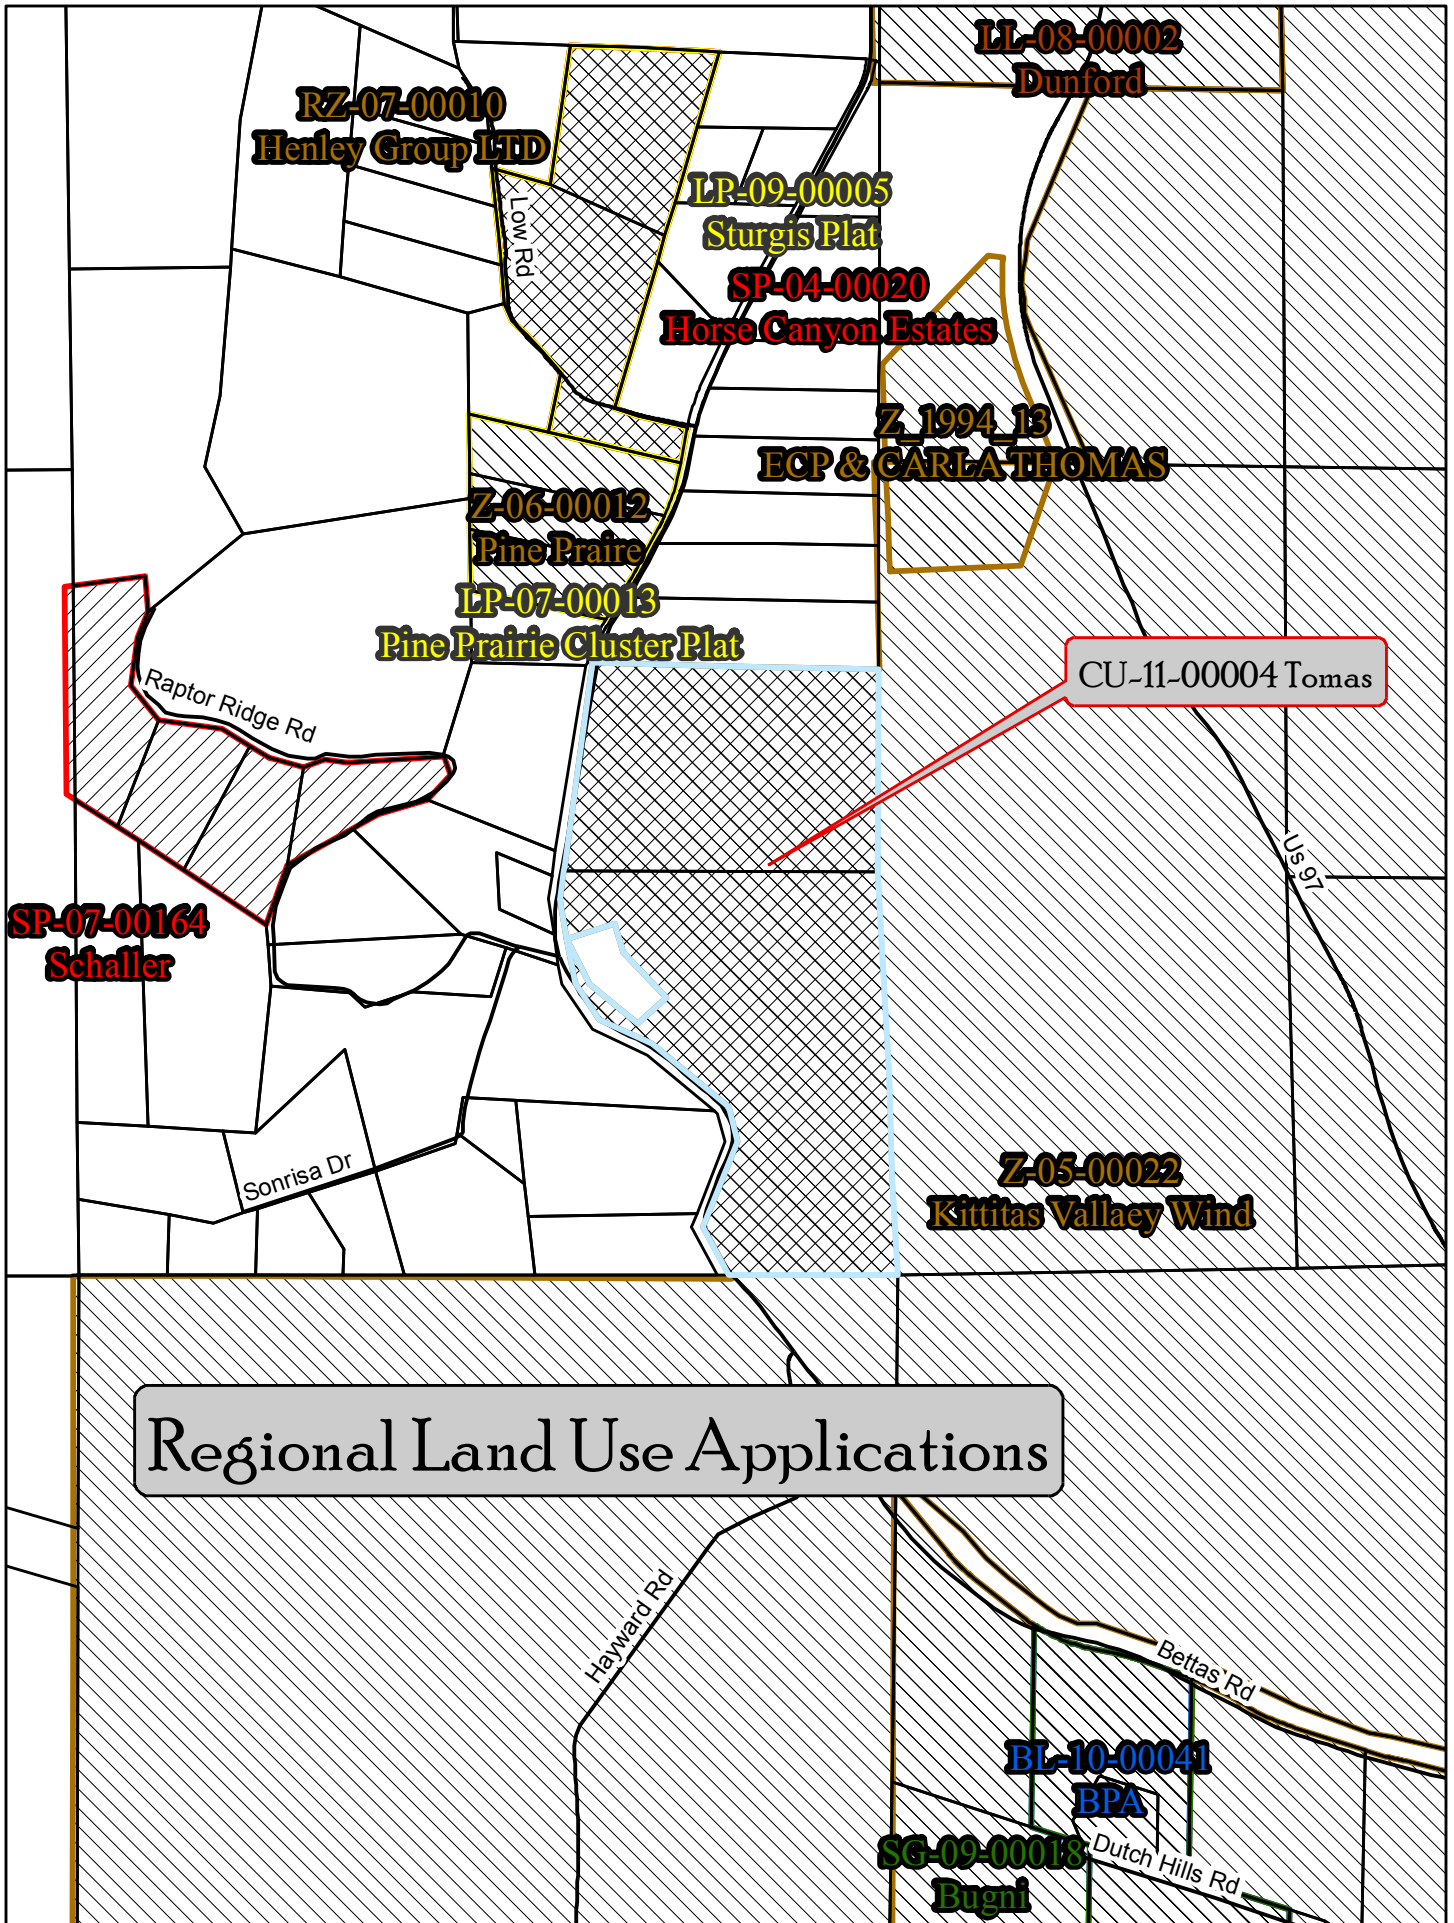 LL-08-00002
Dunford
RZ-07-00010
Henley Group LTD
LP-09-00005
Sturgis Plat
Low Rd
SP-04-00020
Horse Canyon Estates
Z_1994_13
ECP & CARLA THOMAS
Z-06-00012
Pine Praire
LP-07-00013
Pine Prairie Cluster Plat
CU-11-00004 Tomas
Raptor Ridge Rd
Us 97
SP-07-00164
Schaller
Sonrisa Dr
Z-05-00022
Kittitas Vallaey Wind
Regional Land Use Applications
Hayward Rd
Bettas Rd
BL-10-00041
BPA
SG-09-00018
Bugni
Dutch Hills Rd